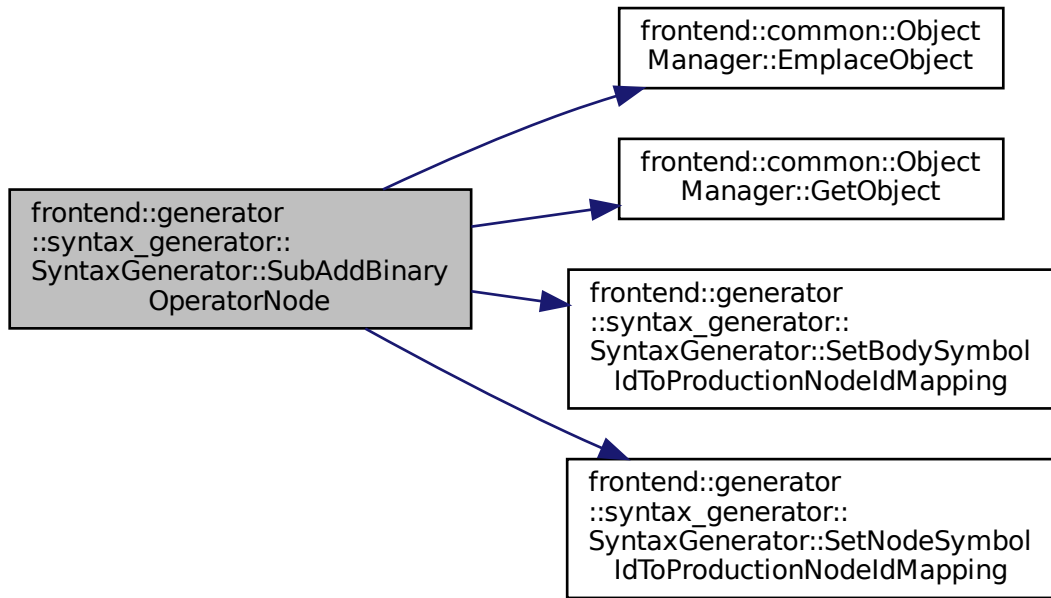 frontend::common::Object
Manager::EmplaceObject
frontend::common::Object
Manager::GetObject
frontend::generator
::syntax_generator::
SyntaxGenerator::SubAddBinary
OperatorNode
frontend::generator
::syntax_generator::
SyntaxGenerator::SetBodySymbol
IdToProductionNodeIdMapping
frontend::generator
::syntax_generator::
SyntaxGenerator::SetNodeSymbol
IdToProductionNodeIdMapping